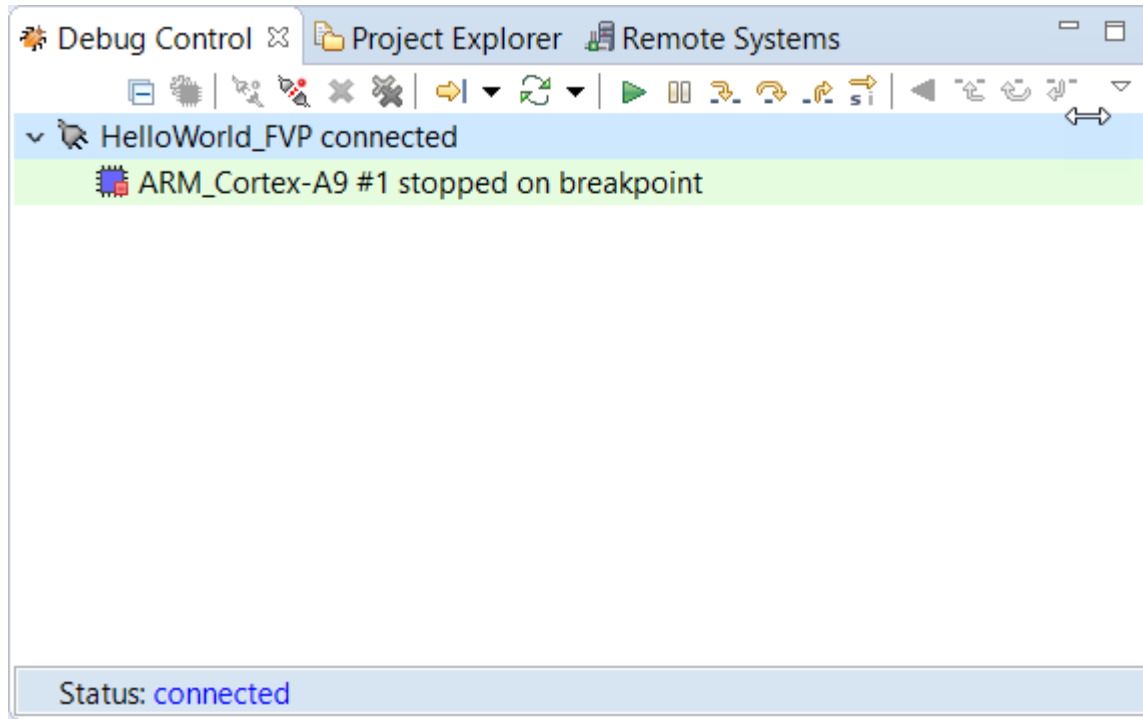 Debug Control Project Explorer Remote Systems
s i
HelloWorld_FVP connected
ARM_Cortex-A9 #1 stopped on breakpoint
Status: connected